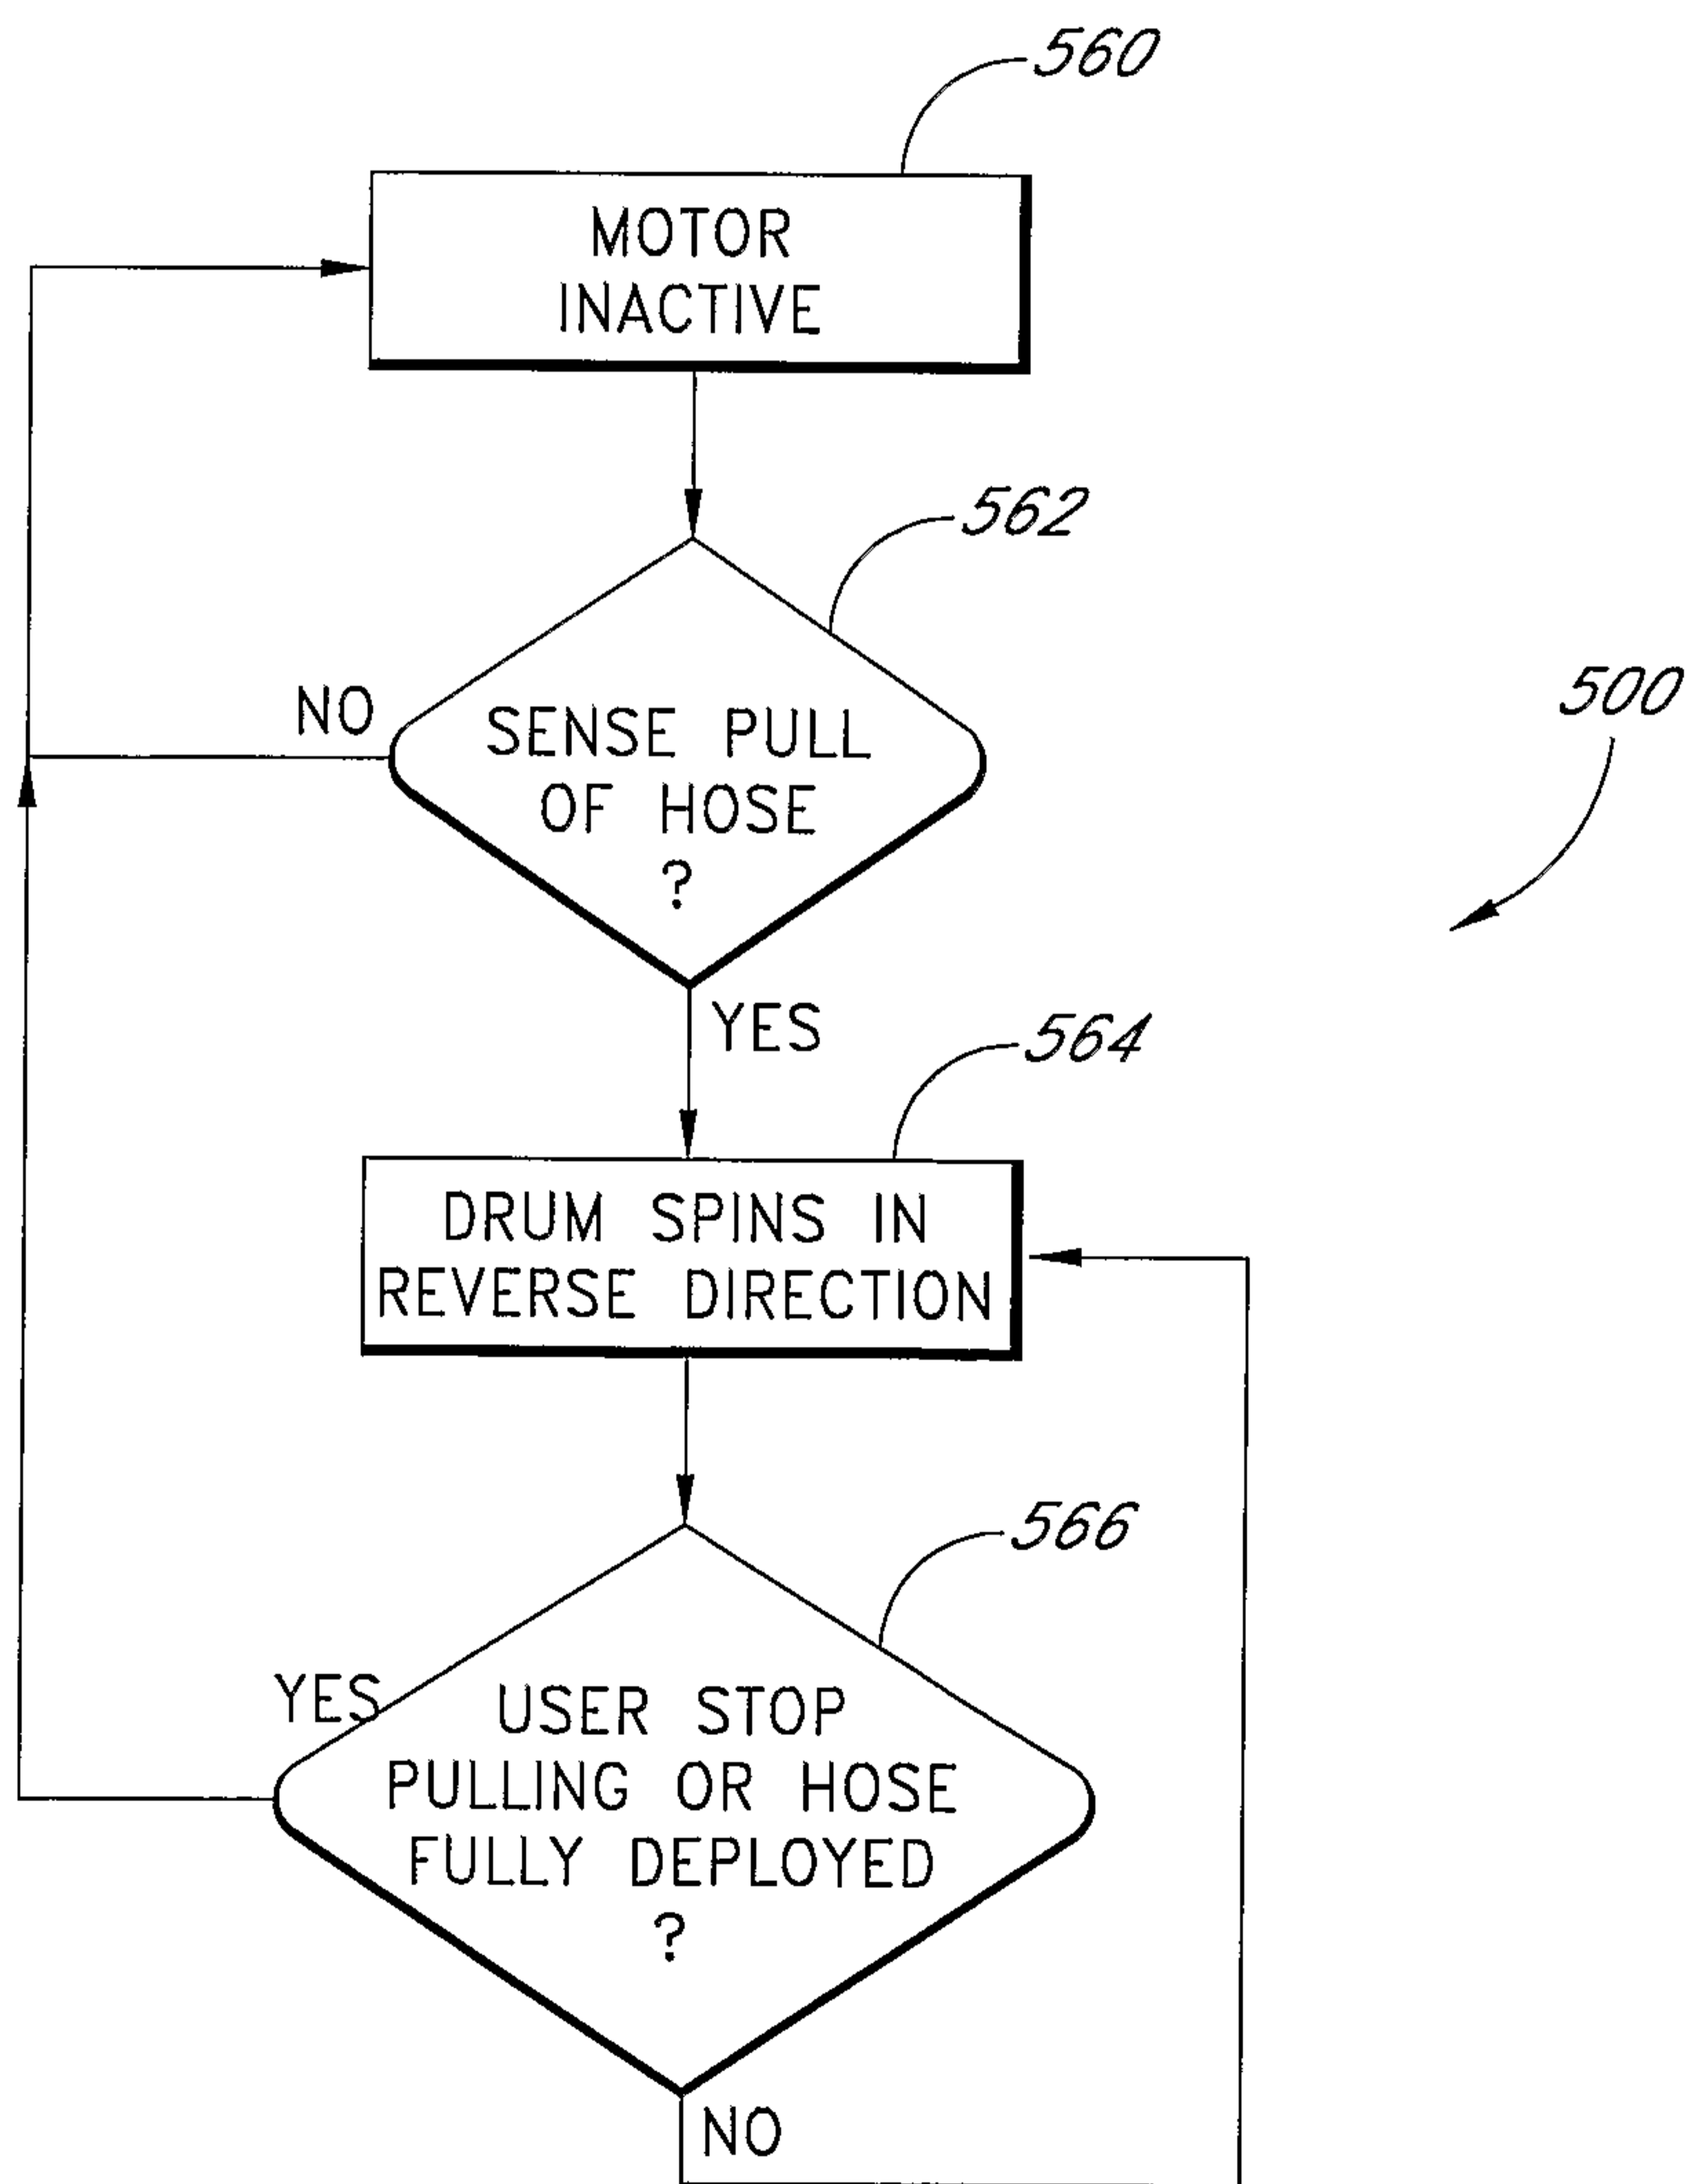 560
MOTOR
INACTIVE
562
NO
SENSE PULL
OF HOSE
?
500
YES
564
DRUM SPINS IN
REVERSE DIRECTION
566
YES
USER STOP
PULLING OR HOSE
FULLY DEPLOYED
?
NO